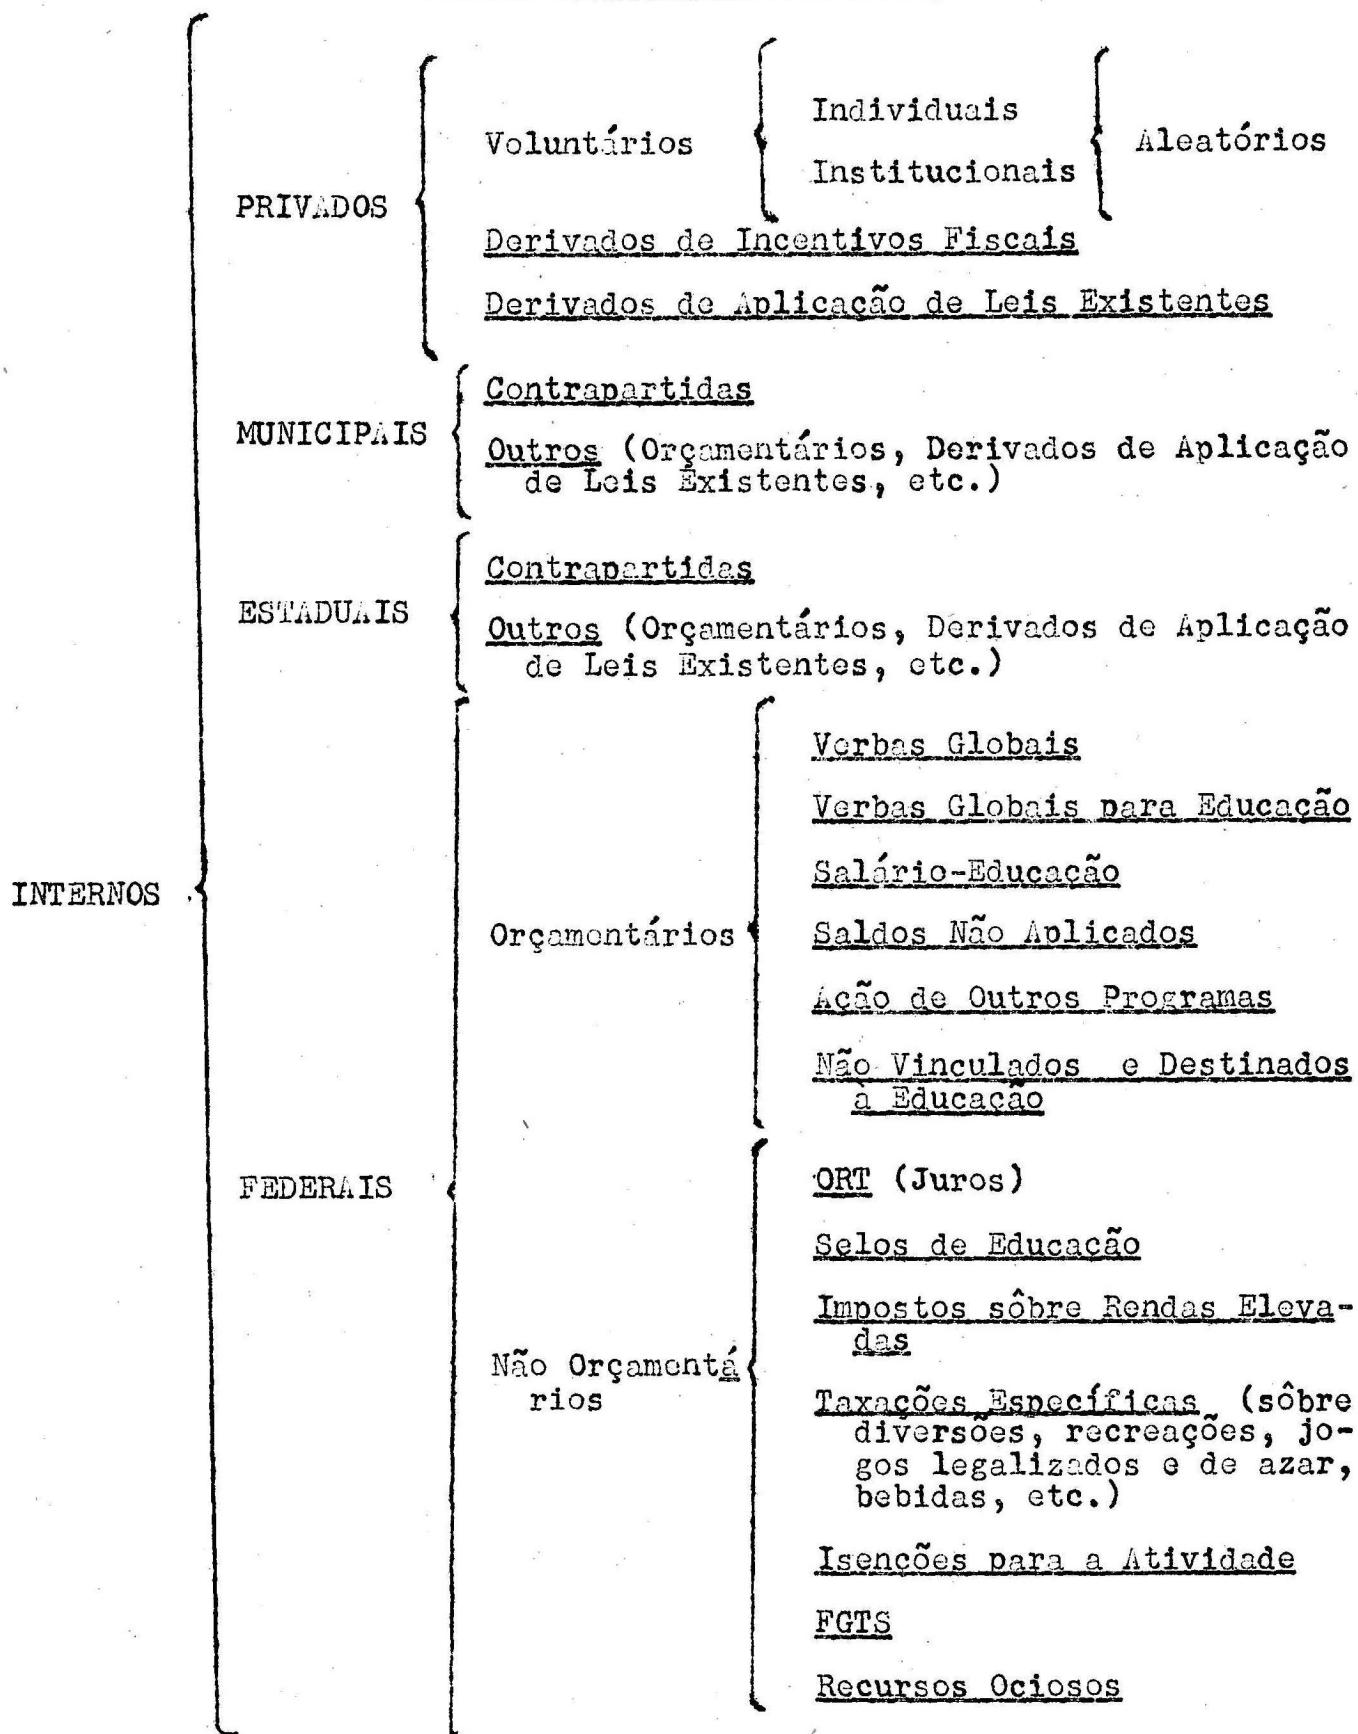 INTERNOS
PRIVADOS
Voluntários
Individuais
Institucionais
Aleatórios
Derivados de Incentivos Fiscais
Derivados de Aplicação de Leis Existentes
MUNICIPAIS
Contrapartidas
Outros (Orçamentários, Derivados de Aplicação
de Leis Existentes, etc.)
ESTADUAIS
Contrapartidas
Outros (Orçamentários, Derivados de Aplicação
de Leis Existentes, etc.)
FEDERAIS
Orçamentários
Verbas Globais
Verbas Globais para Educação
Salário-Educação
Saldos Não Aplicados
Ação de Outros Programas
Não Vinculados e Destinados
à Educação
Não Orçamentá
rios
ORT (Juros)
Selos de Educação
Impostos sôbre Rendas Eleva-
das
Taxações Específicas (sôbre
diversões, recreações, jo-
gos legalizados e de azar,
bebidas, etc.)
Isenções para a Atividade
FGTS
Recursos Ociosos